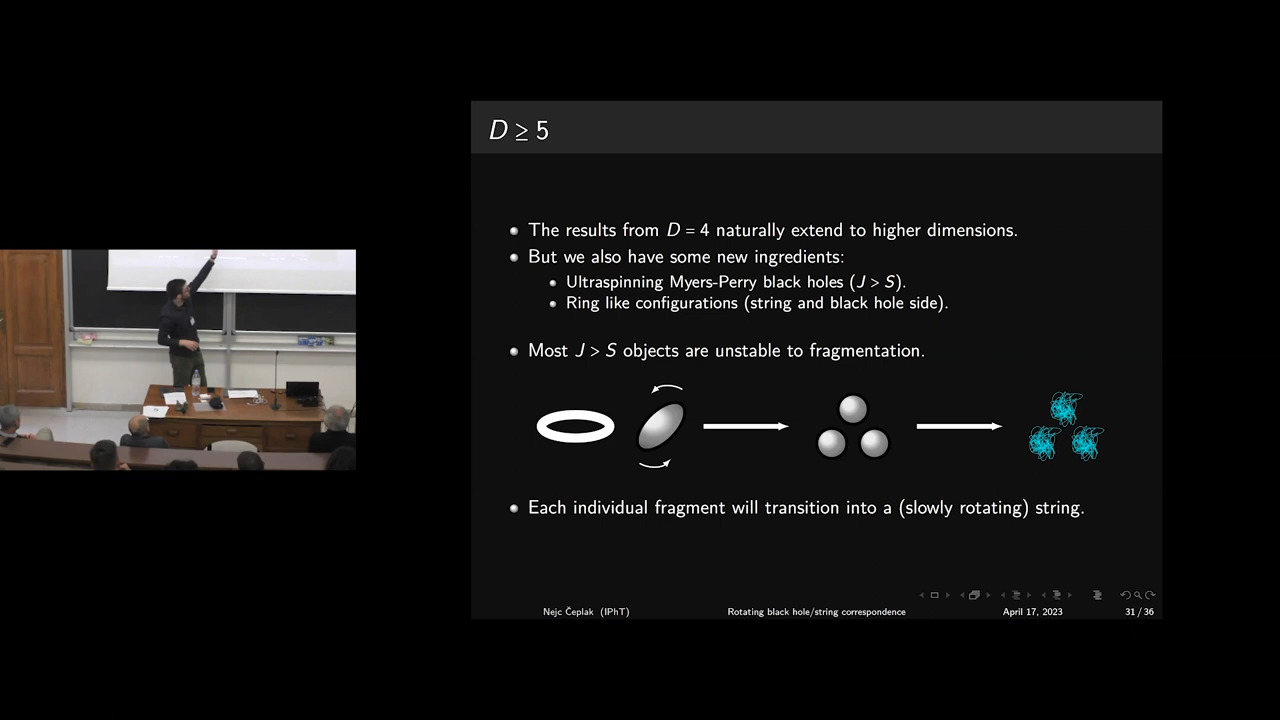 D ≥ 5
The results from D = 4 naturally extend to higher dimensions.
But we also have some new ingredients:
Ultraspinning Myers-Perry black holes (J > S).
Ring like configurations (string and black hole side).
Most J > S objects are unstable to fragmentation.
Each individual fragment will transition into a (slowly rotating) string.
Nejc Čeplak (IPhT)
Rotating black hole/string correspondence
April 17, 2023
31 / 36